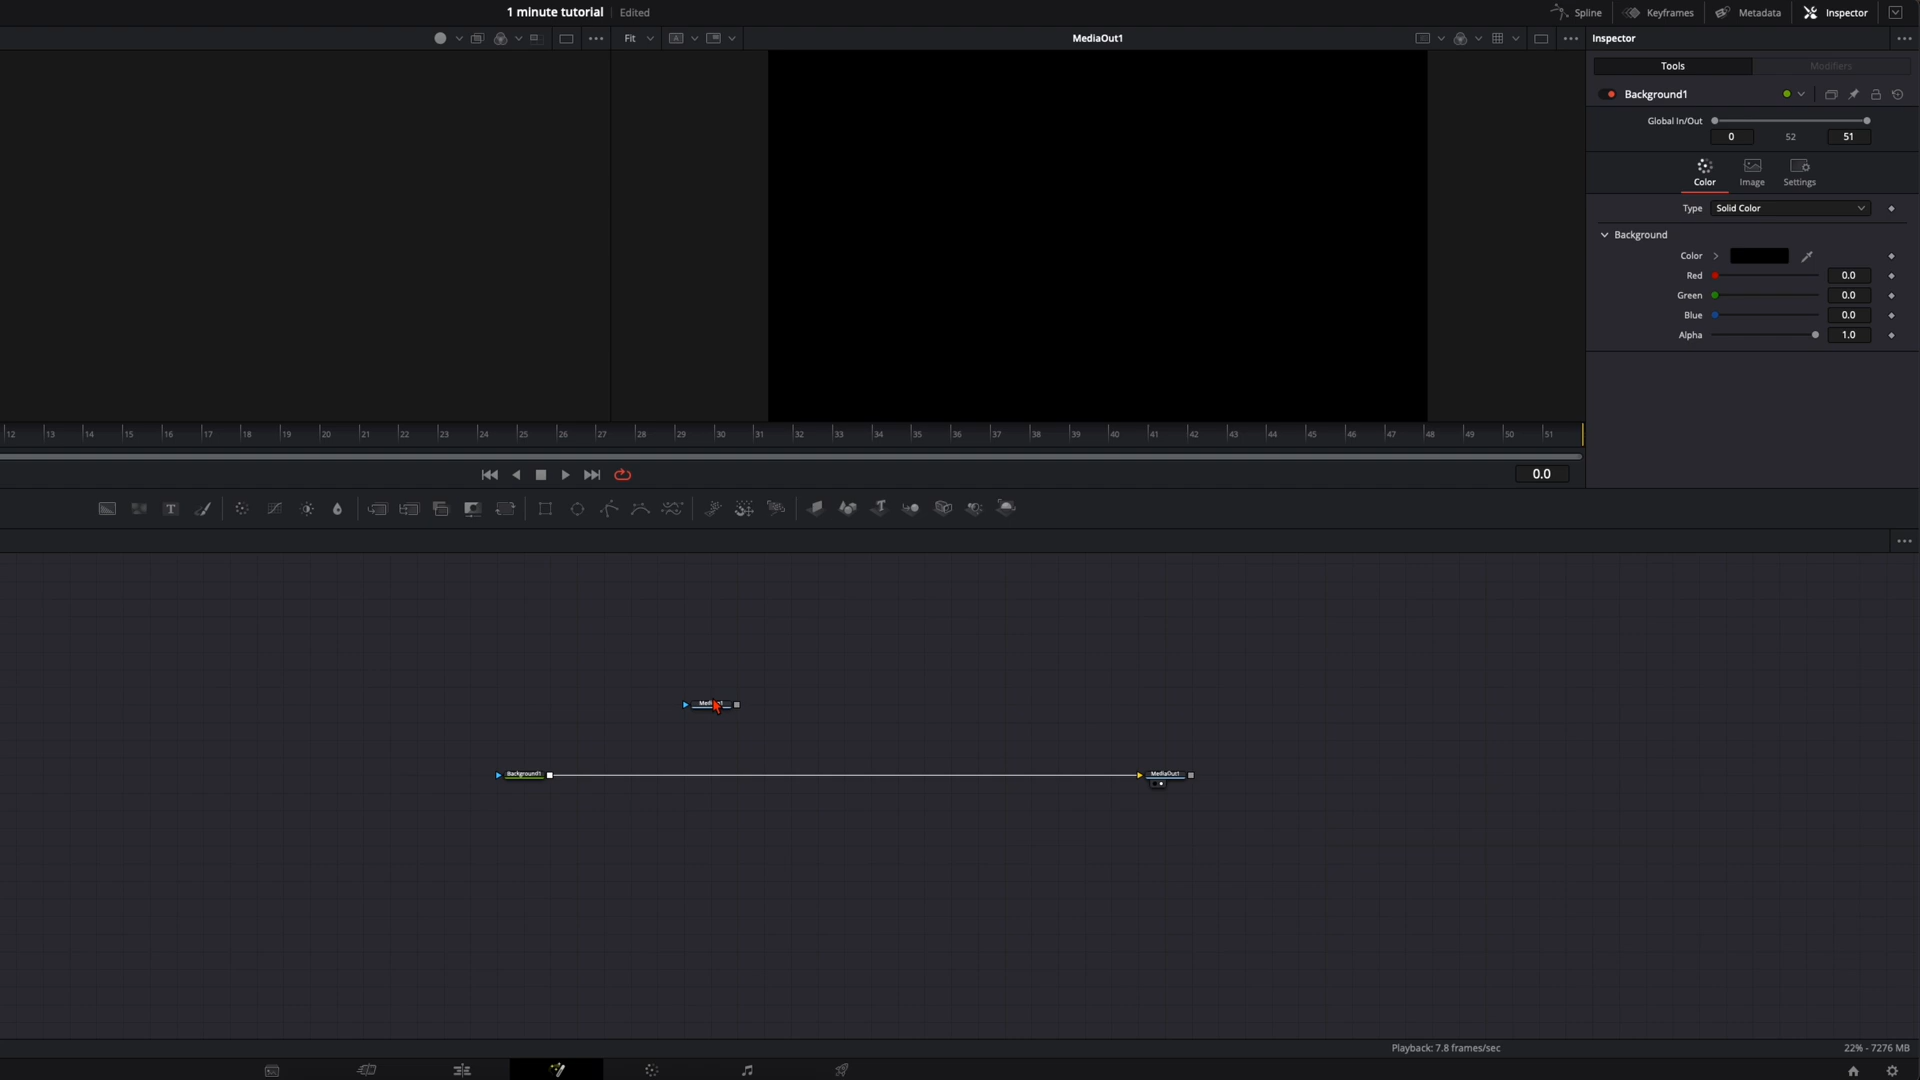 1 minute tutorial Edited
Spline Keyframes Metadata Inspector
Fit MediaOut1 Inspector
Tools Modifiers
Background1
Global In/Out
0 52 51
Color Image Settings
Type Solid Color
Background
Color
Red 0.0
Green 0.0
Blue 0.0
Alpha 1.0
12 13 14 15 16 17 18 19 20 21 22 23 24 25 26 27 28 29 30 31 32 33 34 35 36 37 38 39 40 41 42 43 44 45 46 47 48 49 50 51
0.0
Background1 MediaOut1
Playback: 7.8 frames/sec 22% - 7276 MB